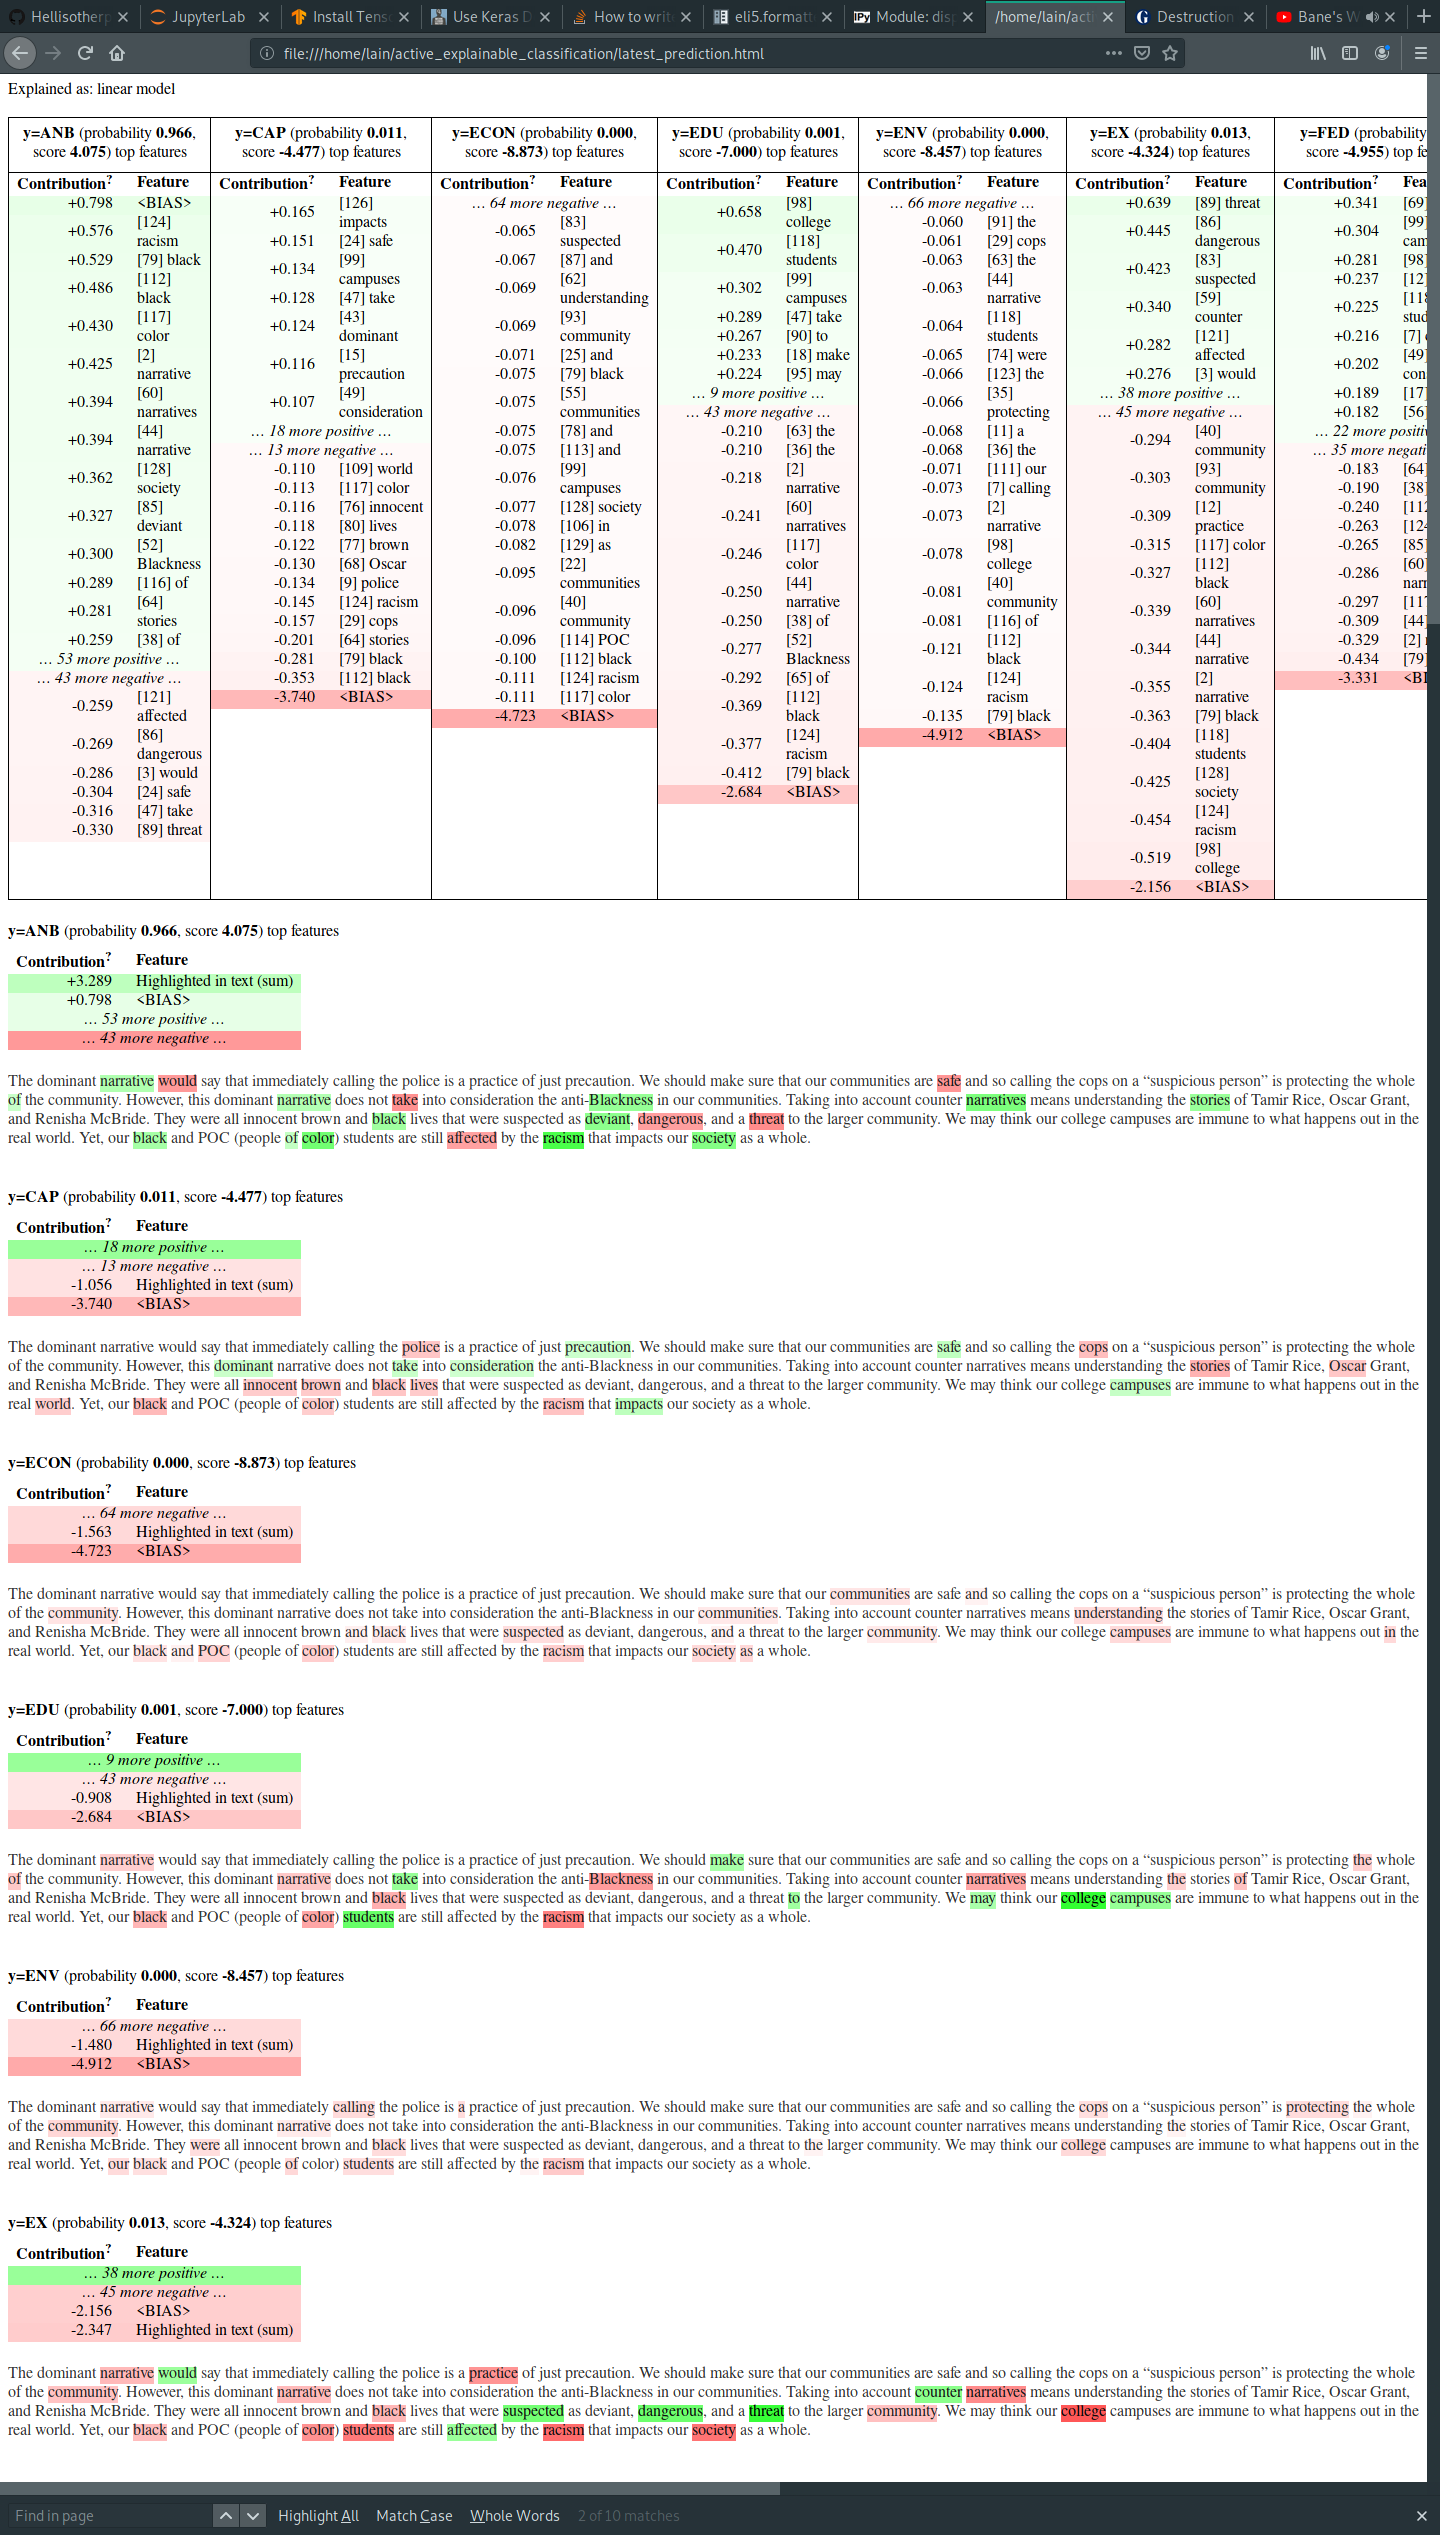 Hellisotherp
JupyterLab
Install Tens
Use Keras D
How to write
eli5.formatt
IPy Module: dis
/home/lain/acti
Destruction
Bane's W
file:///home/lain/active_explainable_classification/latest_prediction.html
Explained as: linear model
y=ANB (probability 0.966, score 4.075) top features
Contribution? Feature
+0.798 <BIAS>
+0.576 [124] racism
+0.529 [79] black
+0.486 [112] black
+0.430 [117] color
+0.425 [2] narrative
+0.394 [60] narratives
+0.394 [44] narrative
+0.362 [128] society
+0.327 [85] deviant
+0.300 [52] Blackness
+0.289 [116] of
+0.281 [64] stories
+0.259 [38] of
… 53 more positive …
… 43 more negative …
-0.259 [121] affected
-0.269 [86] dangerous
-0.286 [3] would
-0.304 [24] safe
-0.316 [47] take
-0.330 [89] threat
y=CAP (probability 0.011, score -4.477) top features
Contribution? Feature
+0.165 [126] impacts
+0.151 [24] safe
+0.134 [99] campuses
+0.128 [47] take
+0.124 [43] dominant
+0.116 [15] precaution
+0.107 [49] consideration
… 18 more positive …
… 13 more negative …
-0.110 [109] world
-0.113 [117] color
-0.116 [76] innocent
-0.118 [80] lives
-0.122 [77] brown
-0.130 [68] Oscar
-0.134 [9] police
-0.145 [124] racism
-0.157 [29] cops
-0.201 [64] stories
-0.281 [79] black
-0.353 [112] black
-3.740 <BIAS>
y=ECON (probability 0.000, score -8.873) top features
Contribution? Feature
… 64 more negative …
-0.065 [83] suspected
-0.067 [87] and
-0.069 [62] understanding
-0.069 [93] community
-0.071 [25] and
-0.075 [79] black
-0.075 [55] communities
-0.075 [78] and
-0.075 [113] and
-0.076 [99] campuses
-0.077 [128] society
-0.078 [106] in
-0.082 [129] as
-0.095 [22] communities
-0.096 [40] community
-0.096 [114] POC
-0.100 [112] black
-0.111 [124] racism
-0.111 [117] color
-4.723 <BIAS>
y=EDU (probability 0.001, score -7.000) top features
Contribution? Feature
+0.658 [98] college
+0.470 [118] students
+0.302 [99] campuses
+0.289 [47] take
+0.267 [90] to
+0.233 [18] make
+0.224 [95] may
… 9 more positive …
… 43 more negative …
-0.210 [63] the
-0.210 [36] the
-0.218 [2] narrative
-0.241 [60] narratives
-0.246 [117] color
-0.250 [44] narrative
-0.250 [38] of
-0.277 [52] Blackness
-0.292 [65] of
-0.369 [112] black
-0.377 [124] racism
-0.412 [79] black
-2.684 <BIAS>
y=ENV (probability 0.000, score -8.457) top features
Contribution? Feature
… 66 more negative …
-0.060 [91] the
-0.061 [29] cops
-0.063 [63] the
-0.063 [44] narrative
-0.064 [118] students
-0.065 [74] were
-0.066 [123] the
-0.066 [35] protecting
-0.068 [11] a
-0.068 [36] the
-0.071 [111] our
-0.073 [7] calling
-0.073 [2] narrative
-0.078 [98] college
-0.081 [40] community
-0.081 [116] of
-0.121 [112] black
-0.124 [124] racism
-0.135 [79] black
-4.912 <BIAS>
y=EX (probability 0.013, score -4.324) top features
Contribution? Feature
+0.639 [89] threat
+0.445 [86] dangerous
+0.423 [83] suspected
+0.340 [59] counter
+0.282 [121] affected
+0.276 [3] would
… 38 more positive …
… 45 more negative …
-0.294 [40] community
-0.303 [93] community
-0.309 [12] practice
-0.315 [117] color
-0.327 [112] black
-0.339 [60] narratives
-0.344 [44] narrative
-0.355 [2] narrative
-0.363 [79] black
-0.404 [118] students
-0.425 [128] society
-0.454 [124] racism
-0.519 [98] college
-2.156 <BIAS>
y=FED (probability
score -4.955) top fe
Contribution? Fea
+0.341 [69]
+0.304 [99] cam
+0.281 [98]
+0.237 [12]
+0.225 [118 stud
+0.216 [7]
+0.202 [49] con
+0.189 [17]
+0.182 [56]
… 22 more positiv
… 35 more negati
-0.183 [64]
-0.190 [38]
-0.240 [112
-0.263 [124
-0.265 [85]
-0.286 [60] narr
-0.297 [117
-0.309 [44]
-0.329 [2]
-0.434 [79]
-3.331 <BI
y=ANB (probability 0.966, score 4.075) top features
Contribution? Feature
+3.289 Highlighted in text (sum)
+0.798 <BIAS>
… 53 more positive …
… 43 more negative …
The dominant narrative would say that immediately calling the police is a practice of just precaution. We should make sure that our communities are safe and so calling the cops on a “suspicious person” is protecting the whole
of the community. However, this dominant narrative does not take into consideration the anti-Blackness in our communities. Taking into account counter narratives means understanding the stories of Tamir Rice, Oscar Grant,
and Renisha McBride. They were all innocent brown and black lives that were suspected as deviant, dangerous, and a threat to the larger community. We may think our college campuses are immune to what happens out in the
real world. Yet, our black and POC (people of color) students are still affected by the racism that impacts our society as a whole.
y=CAP (probability 0.011, score -4.477) top features
Contribution? Feature
… 18 more positive …
… 13 more negative …
-1.056 Highlighted in text (sum)
-3.740 <BIAS>
The dominant narrative would say that immediately calling the police is a practice of just precaution. We should make sure that our communities are safe and so calling the cops on a “suspicious person” is protecting the whole
of the community. However, this dominant narrative does not take into consideration the anti-Blackness in our communities. Taking into account counter narratives means understanding the stories of Tamir Rice, Oscar Grant,
and Renisha McBride. They were all innocent brown and black lives that were suspected as deviant, dangerous, and a threat to the larger community. We may think our college campuses are immune to what happens out in the
real world. Yet, our black and POC (people of color) students are still affected by the racism that impacts our society as a whole.
y=ECON (probability 0.000, score -8.873) top features
Contribution? Feature
… 64 more negative …
-1.563 Highlighted in text (sum)
-4.723 <BIAS>
The dominant narrative would say that immediately calling the police is a practice of just precaution. We should make sure that our communities are safe and so calling the cops on a “suspicious person” is protecting the whole
of the community. However, this dominant narrative does not take into consideration the anti-Blackness in our communities. Taking into account counter narratives means understanding the stories of Tamir Rice, Oscar Grant,
and Renisha McBride. They were all innocent brown and black lives that were suspected as deviant, dangerous, and a threat to the larger community. We may think our college campuses are immune to what happens out in the
real world. Yet, our black and POC (people of color) students are still affected by the racism that impacts our society as a whole.
y=EDU (probability 0.001, score -7.000) top features
Contribution? Feature
… 9 more positive …
… 43 more negative …
-0.908 Highlighted in text (sum)
-2.684 <BIAS>
The dominant narrative would say that immediately calling the police is a practice of just precaution. We should make sure that our communities are safe and so calling the cops on a “suspicious person” is protecting the whole
of the community. However, this dominant narrative does not take into consideration the anti-Blackness in our communities. Taking into account counter narratives means understanding the stories of Tamir Rice, Oscar Grant,
and Renisha McBride. They were all innocent brown and black lives that were suspected as deviant, dangerous, and a threat to the larger community. We may think our college campuses are immune to what happens out in the
real world. Yet, our black and POC (people of color) students are still affected by the racism that impacts our society as a whole.
y=ENV (probability 0.000, score -8.457) top features
Contribution? Feature
… 66 more negative …
-1.480 Highlighted in text (sum)
-4.912 <BIAS>
The dominant narrative would say that immediately calling the police is a practice of just precaution. We should make sure that our communities are safe and so calling the cops on a “suspicious person” is protecting the whole
of the community. However, this dominant narrative does not take into consideration the anti-Blackness in our communities. Taking into account counter narratives means understanding the stories of Tamir Rice, Oscar Grant,
and Renisha McBride. They were all innocent brown and black lives that were suspected as deviant, dangerous, and a threat to the larger community. We may think our college campuses are immune to what happens out in the
real world. Yet, our black and POC (people of color) students are still affected by the racism that impacts our society as a whole.
y=EX (probability 0.013, score -4.324) top features
Contribution? Feature
… 38 more positive …
… 45 more negative …
-2.156 <BIAS>
-2.347 Highlighted in text (sum)
The dominant narrative would say that immediately calling the police is a practice of just precaution. We should make sure that our communities are safe and so calling the cops on a “suspicious person” is protecting the whole
of the community. However, this dominant narrative does not take into consideration the anti-Blackness in our communities. Taking into account counter narratives means understanding the stories of Tamir Rice, Oscar Grant,
and Renisha McBride. They were all innocent brown and black lives that were suspected as deviant, dangerous, and a threat to the larger community. We may think our college campuses are immune to what happens out in the
real world. Yet, our black and POC (people of color) students are still affected by the racism that impacts our society as a whole.
Find in page
Highlight All
Match Case
Whole Words
2 of 10 matches